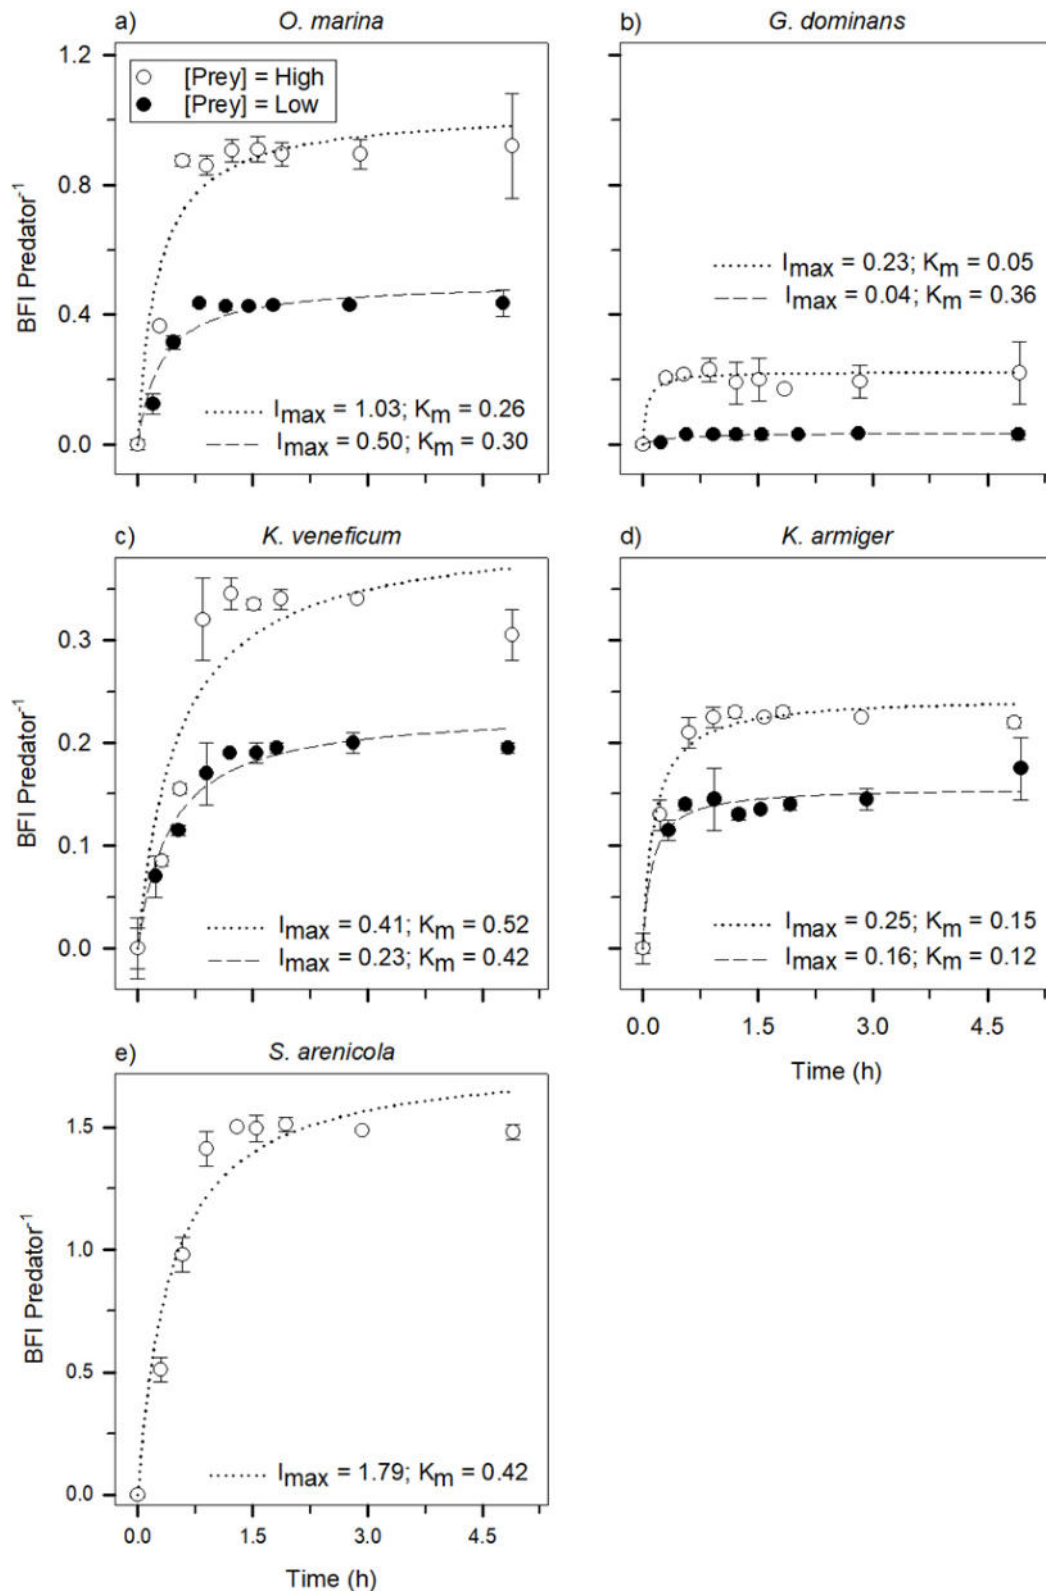 a) O. marina
b) G. dominans
1.2
0.8
0.4
0.0
BFI Predator⁻¹
[Prey] = High
[Prey] = Low
Imax = 1.03; Km = 0.26
Imax = 0.50; Km = 0.30
Imax = 0.23; Km = 0.05
Imax = 0.04; Km = 0.36
c) K. veneficum
d) K. armiger
0.3
0.2
0.1
0.0
BFI Predator⁻¹
Imax = 0.41; Km = 0.52
Imax = 0.23; Km = 0.42
Imax = 0.25; Km = 0.15
Imax = 0.16; Km = 0.12
0.0 1.5 3.0 4.5
Time (h)
e) S. arenicola
1.5
1.0
0.5
0.0
BFI Predator⁻¹
Imax = 1.79; Km = 0.42
0.0 1.5 3.0 4.5
Time (h)